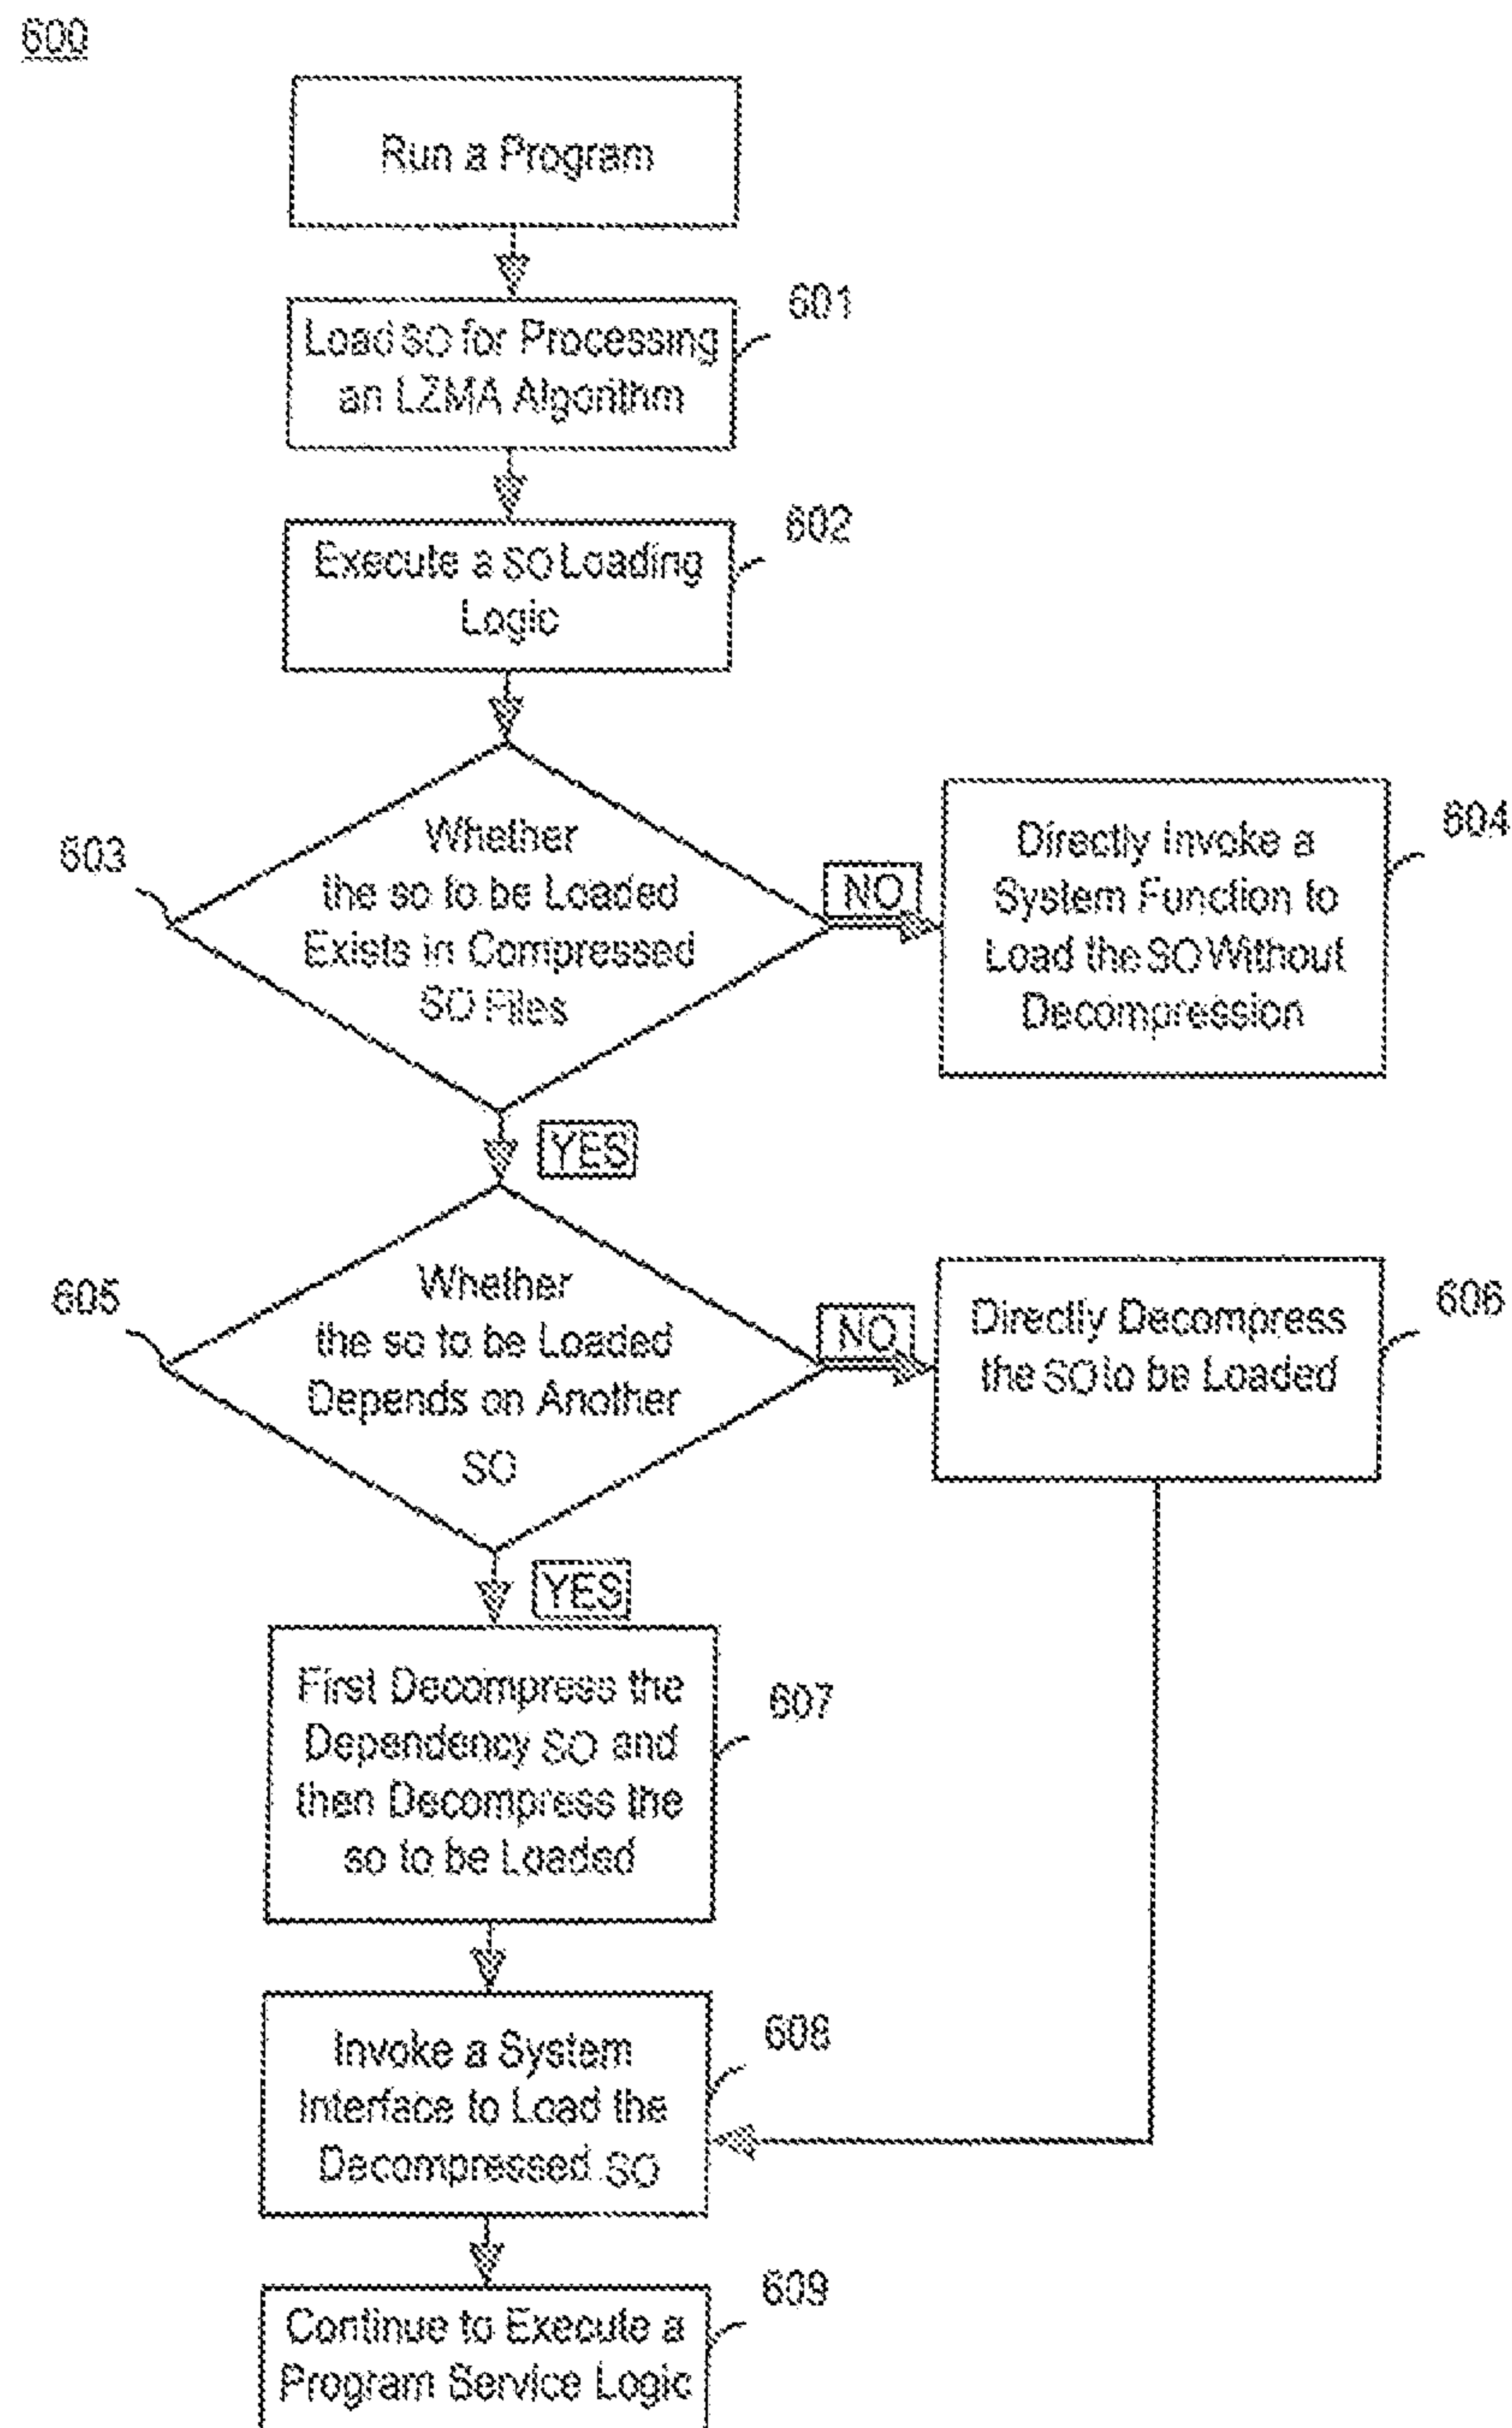 600
Run a Program
601
Load SO for Processing
an LZMA Algorithm
602
Execute a SO Loading
Logic
603
Whether
the so to be Loaded
Exists in Compressed
SO Files
NO
604
Directly Invoke a
System Function to
Load the SO Without
Decompression
YES
605
Whether
the so to be Loaded
Depends on Another
SO
NO
606
Directly Decompress
the SO to be Loaded
YES
607
First Decompress the
Dependency SO and
then Decompress the
so to be Loaded
608
Invoke a System
Interface to Load the
Decompressed SO
609
Continue to Execute a
Program Service Logic